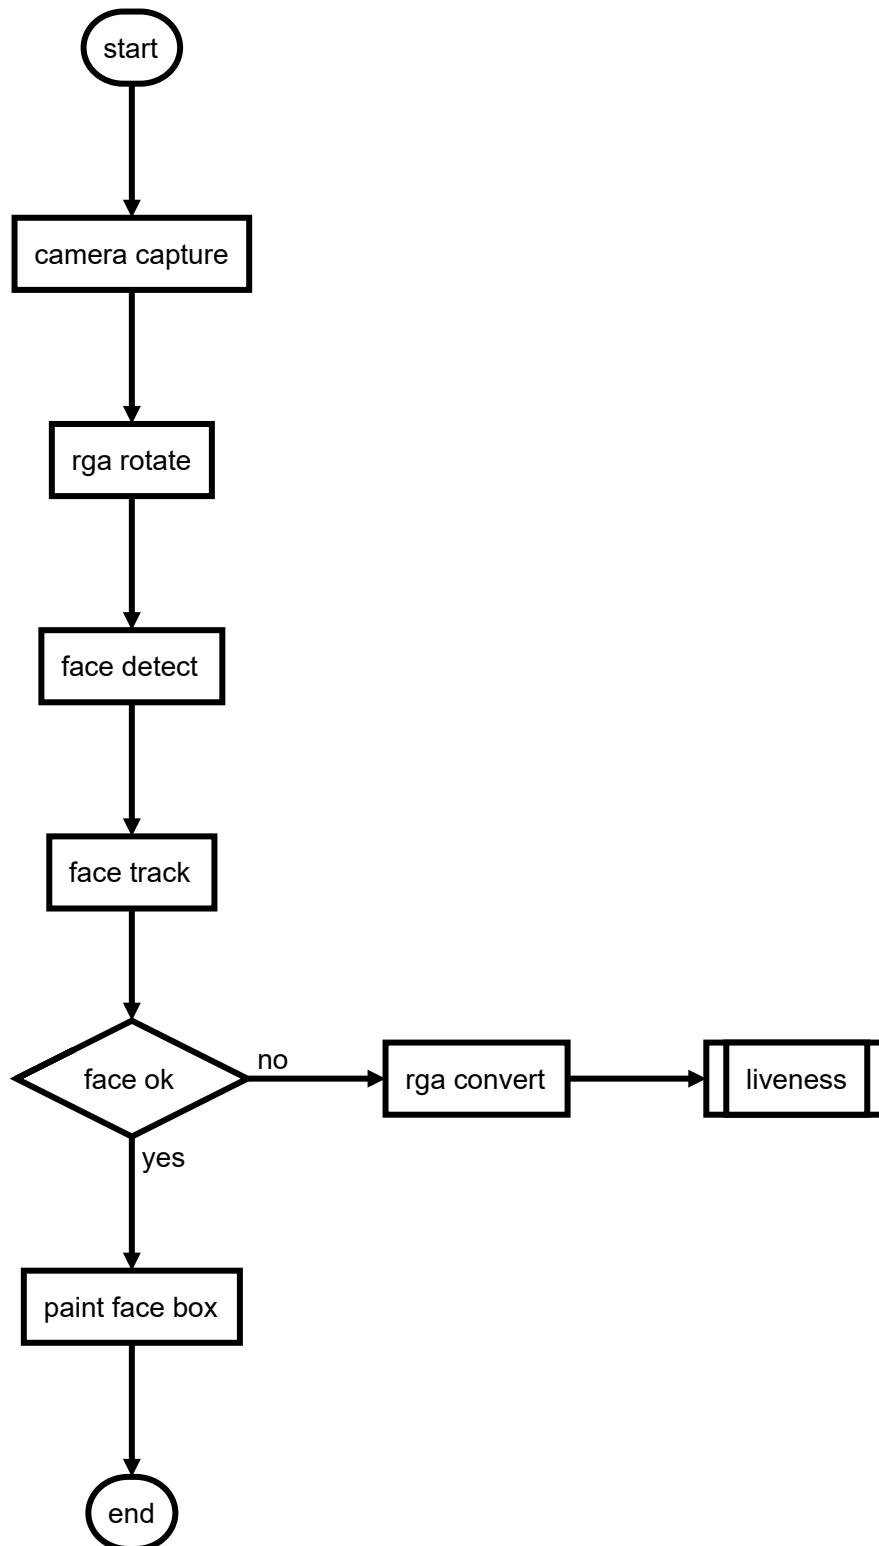 start
camera capture
rga rotate
face detect
face track
face ok
no
rga convert
liveness
yes
paint face box
end